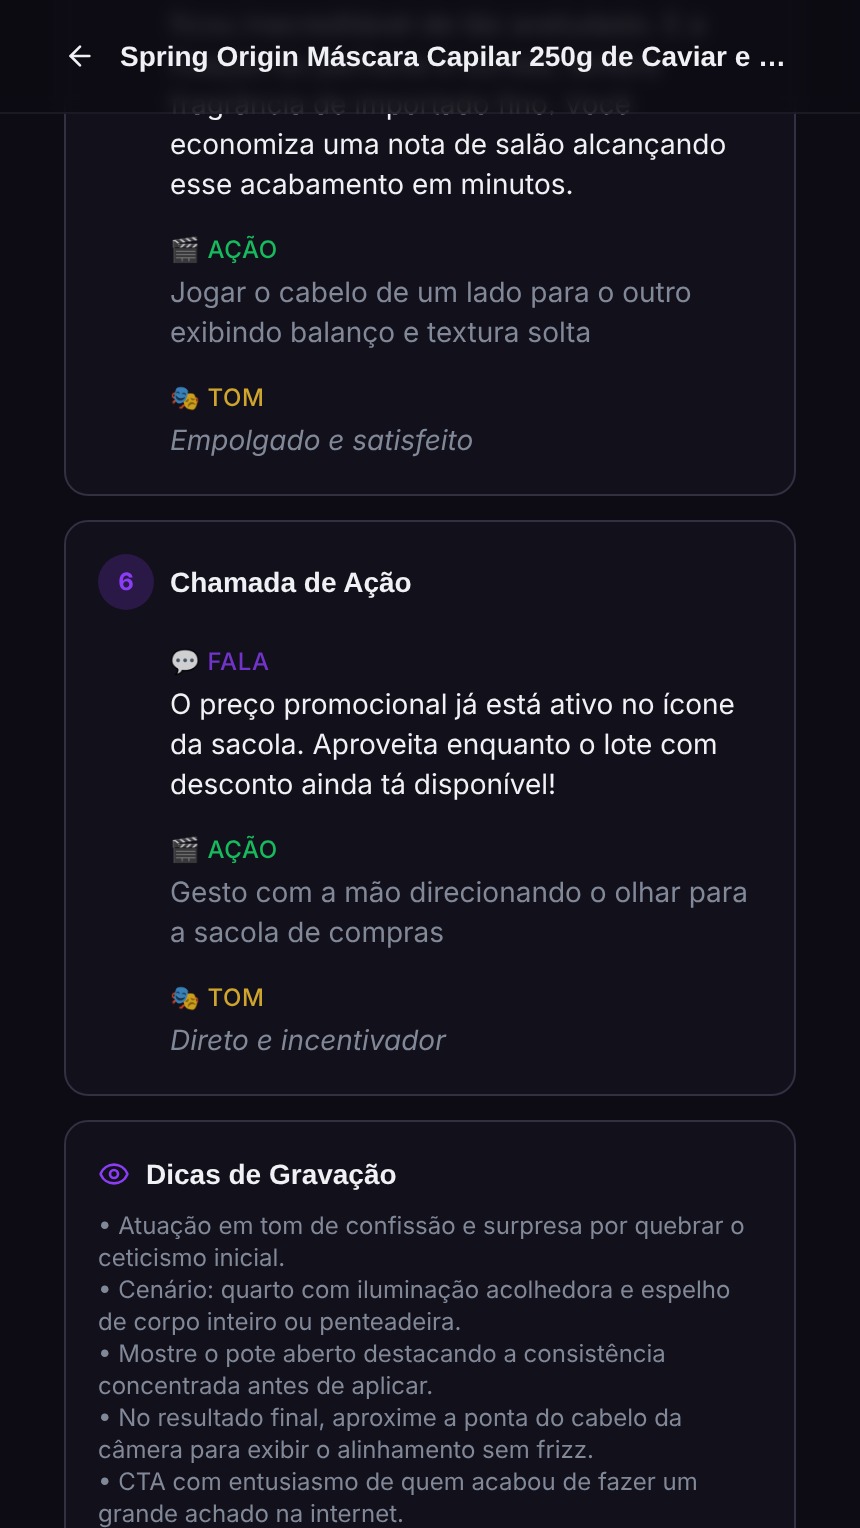 Spring Origin Máscara Capilar 250g de Caviar e ...
fragrância de importado fino. Você
economiza uma nota de salão alcançando
esse acabamento em minutos.
🎬 AÇÃO
Jogar o cabelo de um lado para o outro
exibindo balanço e textura solta
🎭 TOM
Empolgado e satisfeito
6
Chamada de Ação
💬 FALA
O preço promocional já está ativo no ícone
da sacola. Aproveita enquanto o lote com
desconto ainda tá disponível!
🎬 AÇÃO
Gesto com a mão direcionando o olhar para
a sacola de compras
🎭 TOM
Direto e incentivador
Dicas de Gravação
• Atuação em tom de confissão e surpresa por quebrar o
ceticismo inicial.
• Cenário: quarto com iluminação acolhedora e espelho
de corpo inteiro ou penteadeira.
• Mostre o pote aberto destacando a consistência
concentrada antes de aplicar.
• No resultado final, aproxime a ponta do cabelo da
câmera para exibir o alinhamento sem frizz.
• CTA com entusiasmo de quem acabou de fazer um
grande achado na internet.